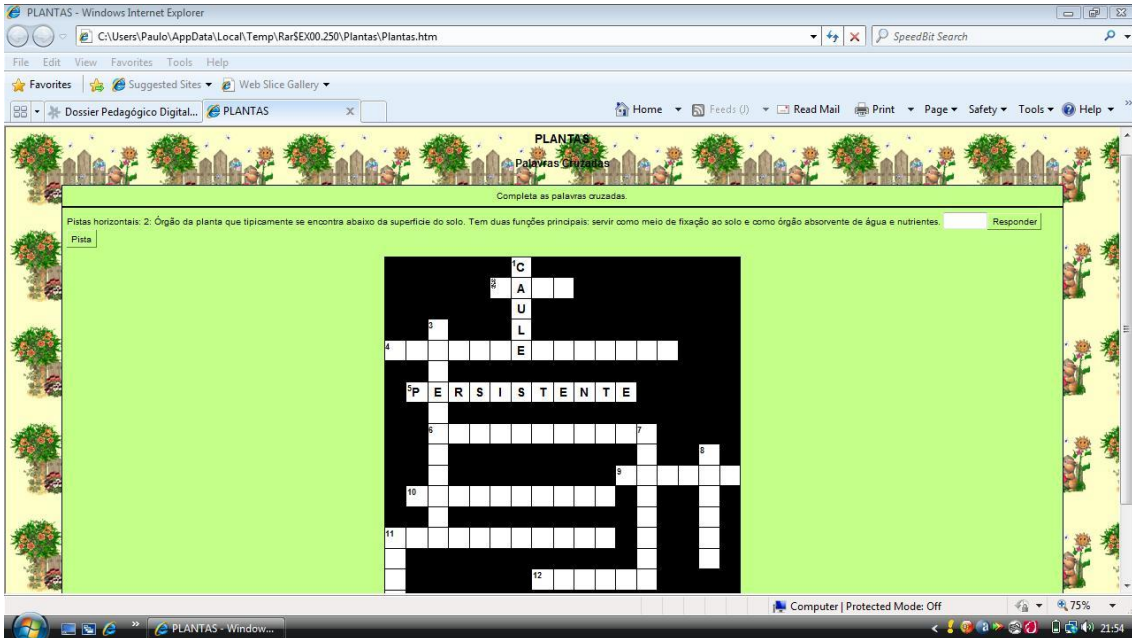 PLANTAS - Windows Internet Explorer
C:\Users\Paulo\AppData\Local\Temp\Rar$EX00.250\Plantas\Plantas.htm
SpeedBit Search
File Edit View Favorites Tools Help
Favorites Suggested Sites Web Slice Gallery
Dossier Pedagógico Digital... PLANTAS X Home Feeds (J) Read Mail Print Page Safety Tools Help »
PLANTAS
Palavras Cruzadas
Completa as palavras cruzadas.
Pistas horizontais: 2: Órgão da planta que tipicamente se encontra abaixo da superfície do solo. Tem duas funções principais: servir como meio de fixação ao solo e como órgão absorvente de água e nutrientes. Responder
Pista
1 C
2 A
U
3 L
4 E
5 P E R S I S T E N T E
6 7
8
9
10
11
12
Computer | Protected Mode: Off 75%
» PLANTAS - Window... 21:54